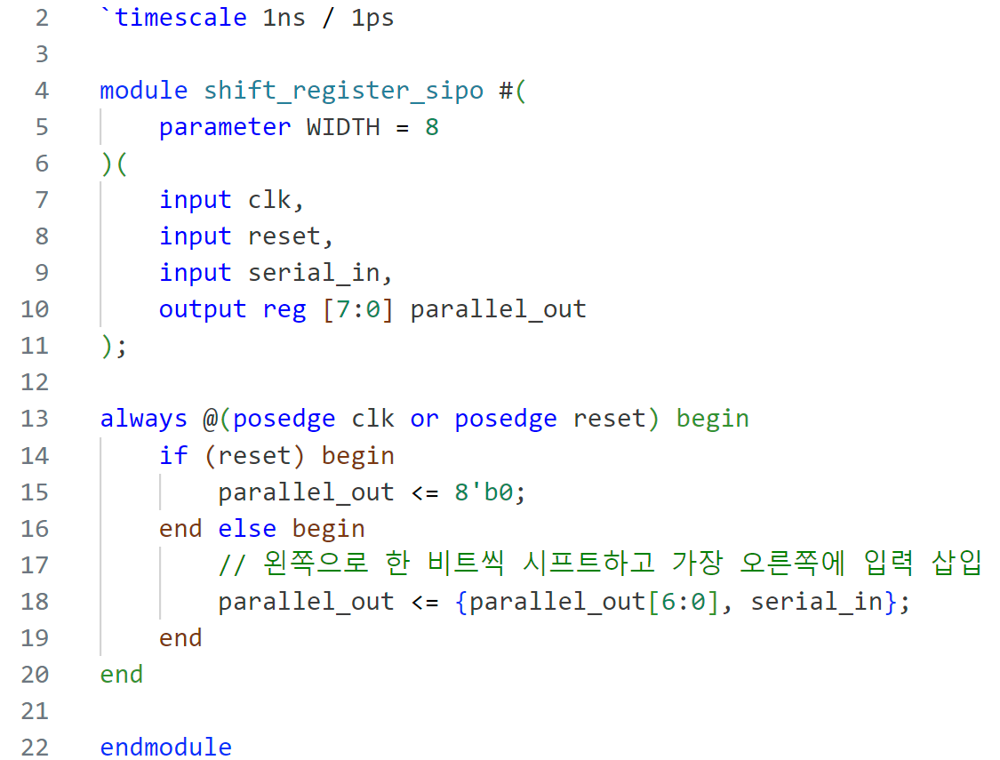 2 `timescale 1ns / 1ps
3
4 module shift_register_sipo #(
5     parameter WIDTH = 8
6 )(
7     input clk,
8     input reset,
9     input serial_in,
10     output reg [7:0] parallel_out
11 );
12
13 always @(posedge clk or posedge reset) begin
14     if (reset) begin
15         parallel_out <= 8'b0;
16     end else begin
17         // 왼쪽으로 한 비트씩 시프트하고 가장 오른쪽에 입력 삽입
18         parallel_out <= {parallel_out[6:0], serial_in};
19     end
20 end
21
22 endmodule